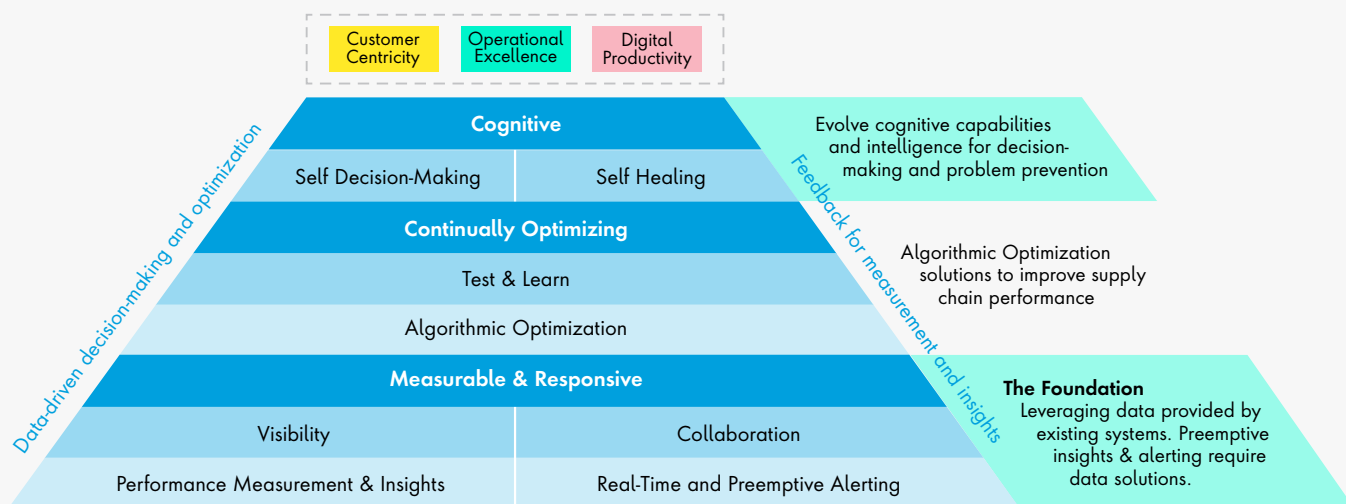 Customer
Centricity
Operational
Excellence
Digital
Productivity
Data-driven decision-making and optimization
Cognitive
Self Decision-Making
Self Healing
Continually Optimizing
Test & Learn
Algorithmic Optimization
Measurable & Responsive
Visibility
Collaboration
Performance Measurement & Insights
Real-Time and Preemptive Alerting
Feedback for measurement and insights
Evolve cognitive capabilities
and intelligence for decision-
making and problem prevention
Algorithmic Optimization
solutions to improve supply
chain performance
The Foundation
Leveraging data provided by
existing systems. Preemptive
insights & alerting require
data solutions.